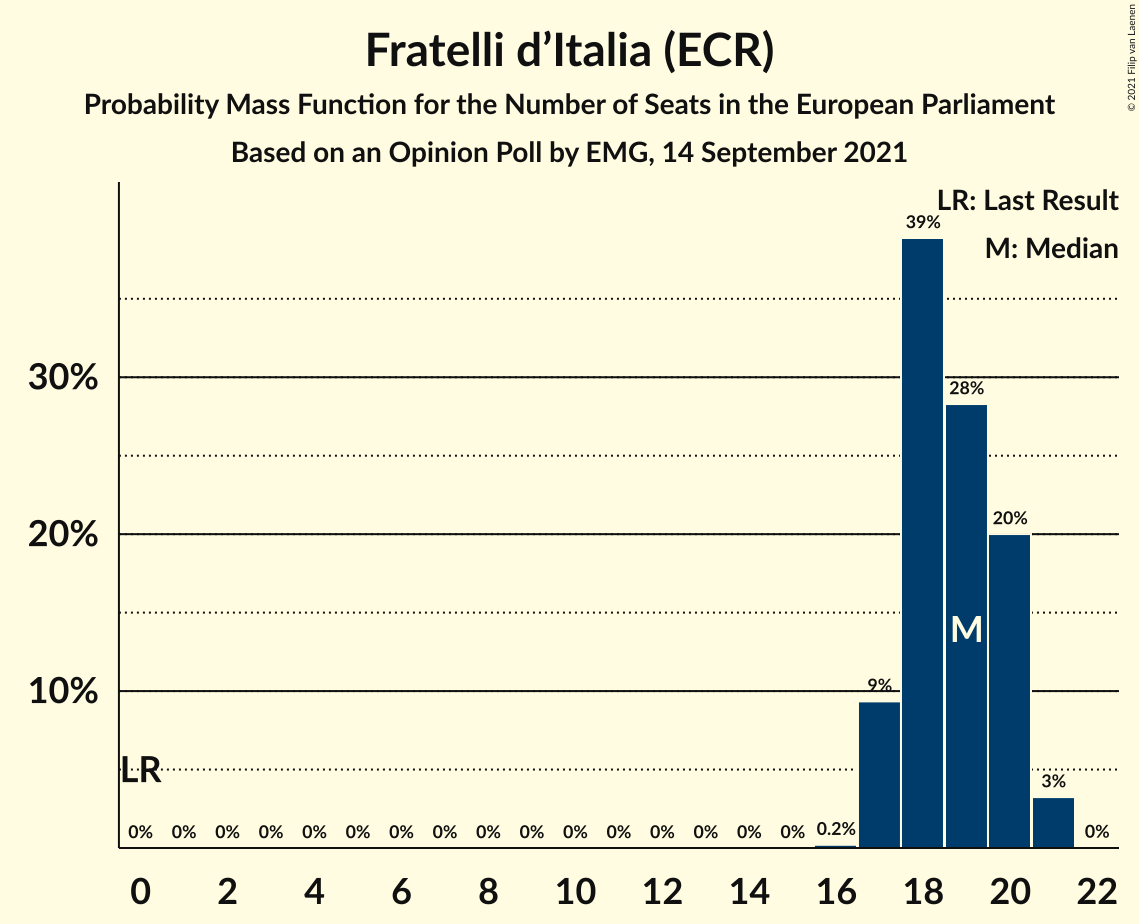 Fratelli d’Italia (ECR)
Probability Mass Function for the Number of Seats in the European Parliament
Based on an Opinion Poll by EMG, 14 September 2021
© 2021 Filip van Laenen
LR: Last Result
M: Median
39%
30%
28%
20%
20%
M
10%
9%
LR
3%
0% 0% 0% 0% 0% 0% 0% 0% 0% 0% 0% 0% 0% 0% 0% 0% 0.2% 0%
0 2 4 6 8 10 12 14 16 18 20 22